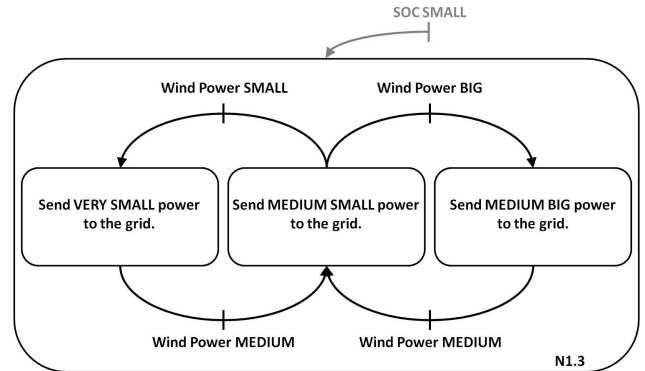 SOC SMALL
Wind Power SMALL
Wind Power BIG
Send VERY SMALL power
to the grid.
Send MEDIUM SMALL power
to the grid.
Send MEDIUM BIG power
to the grid.
Wind Power MEDIUM
Wind Power MEDIUM
N1.3